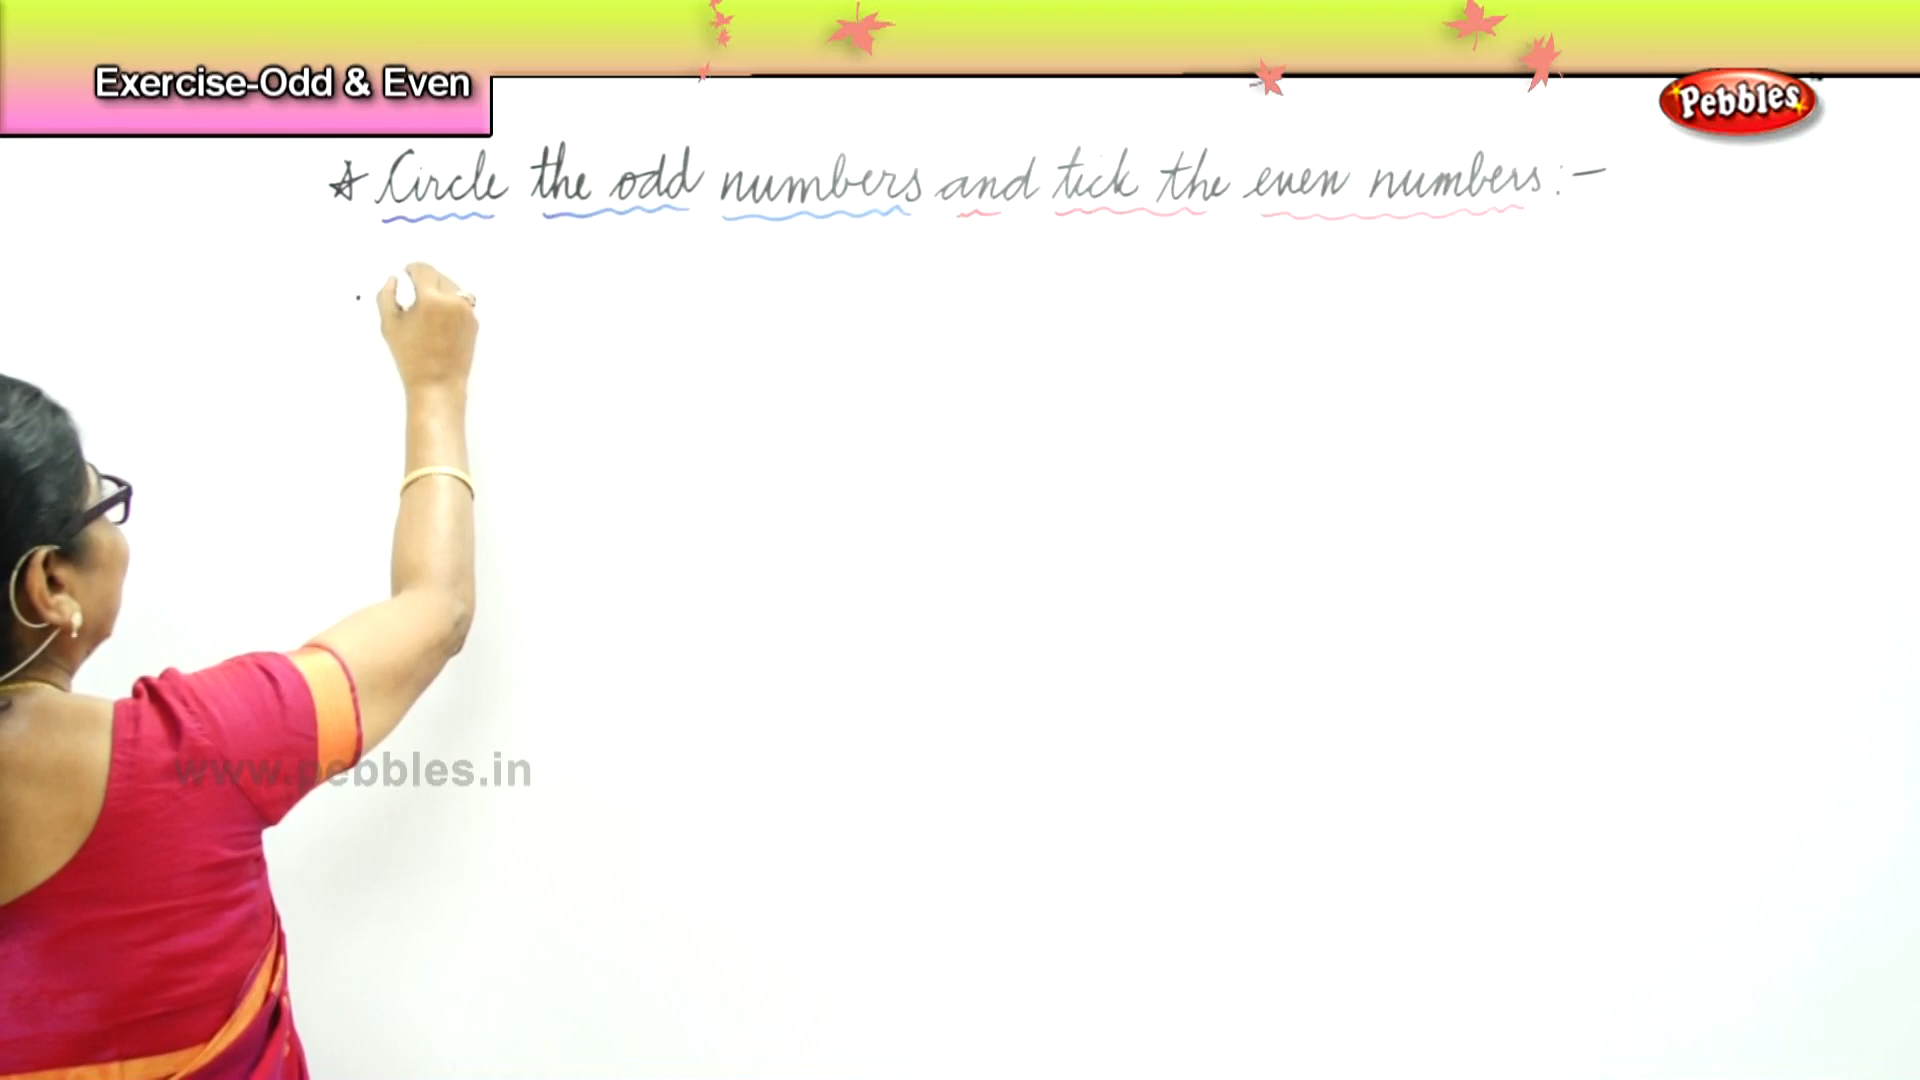 Exercise-Odd & Even
Pebbles
☆ Circle the odd numbers and tick the even numbers:-
www.pebbles.in